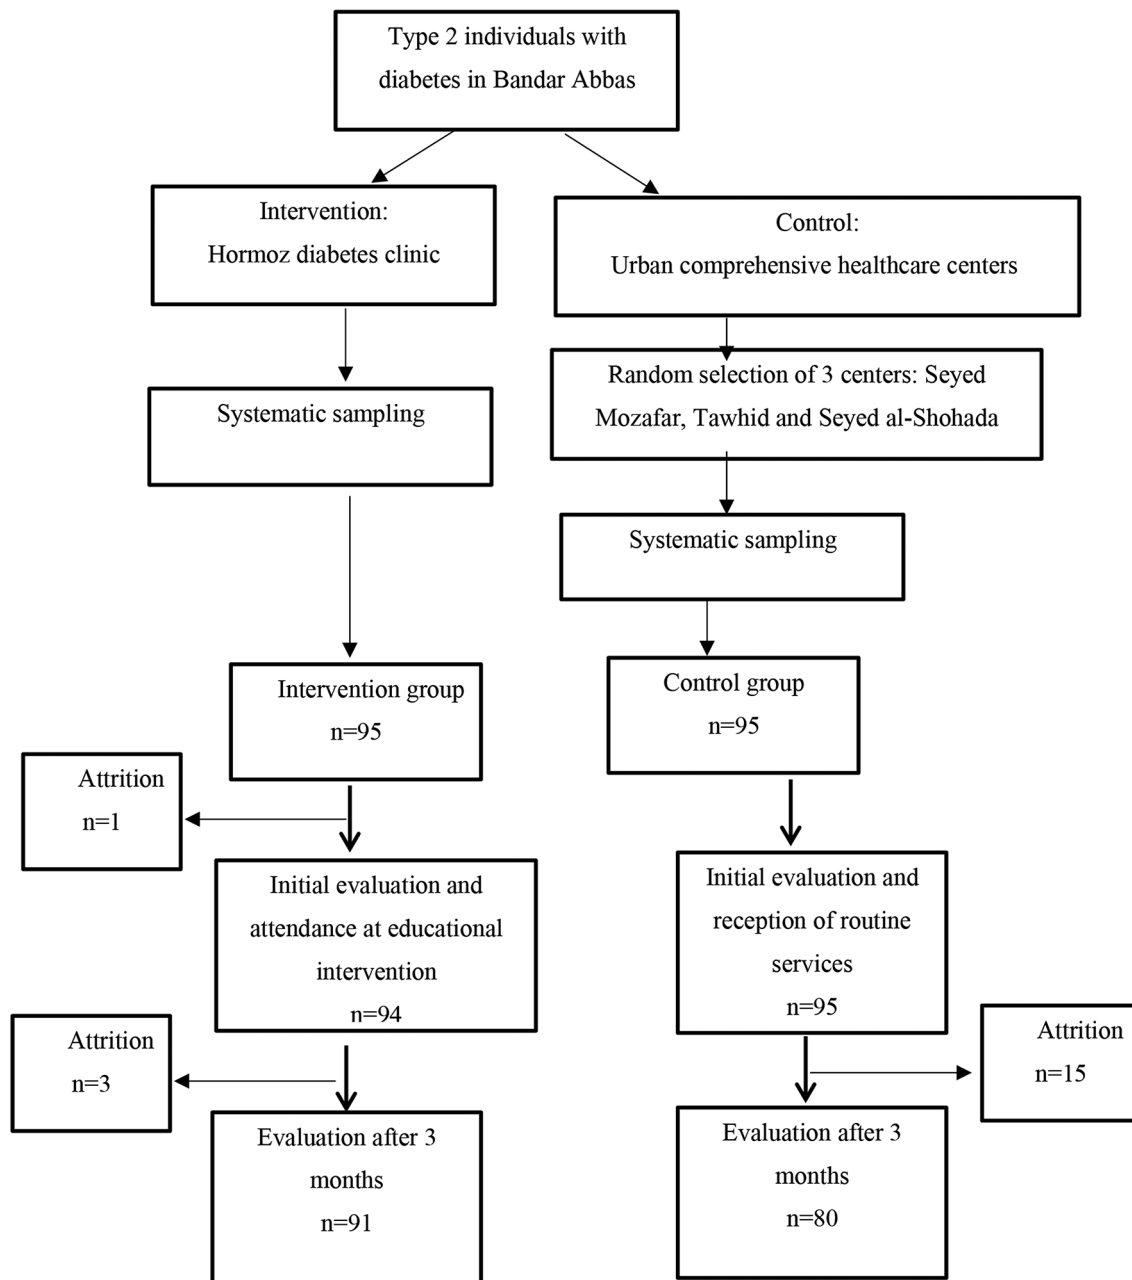 Type 2 individuals with
diabetes in Bandar Abbas
Intervention:
Hormoz diabetes clinic
Control:
Urban comprehensive healthcare centers
Random selection of 3 centers: Seyed
Mozafar, Tawhid and Seyed al-Shohada
Systematic sampling
Systematic sampling
Intervention group
n=95
Control group
n=95
Attrition
n=1
Initial evaluation and
attendance at educational
intervention
n=94
Initial evaluation and
reception of routine
services
n=95
Attrition
n=3
Attrition
n=15
Evaluation after 3
months
n=91
Evaluation after 3
months
n=80